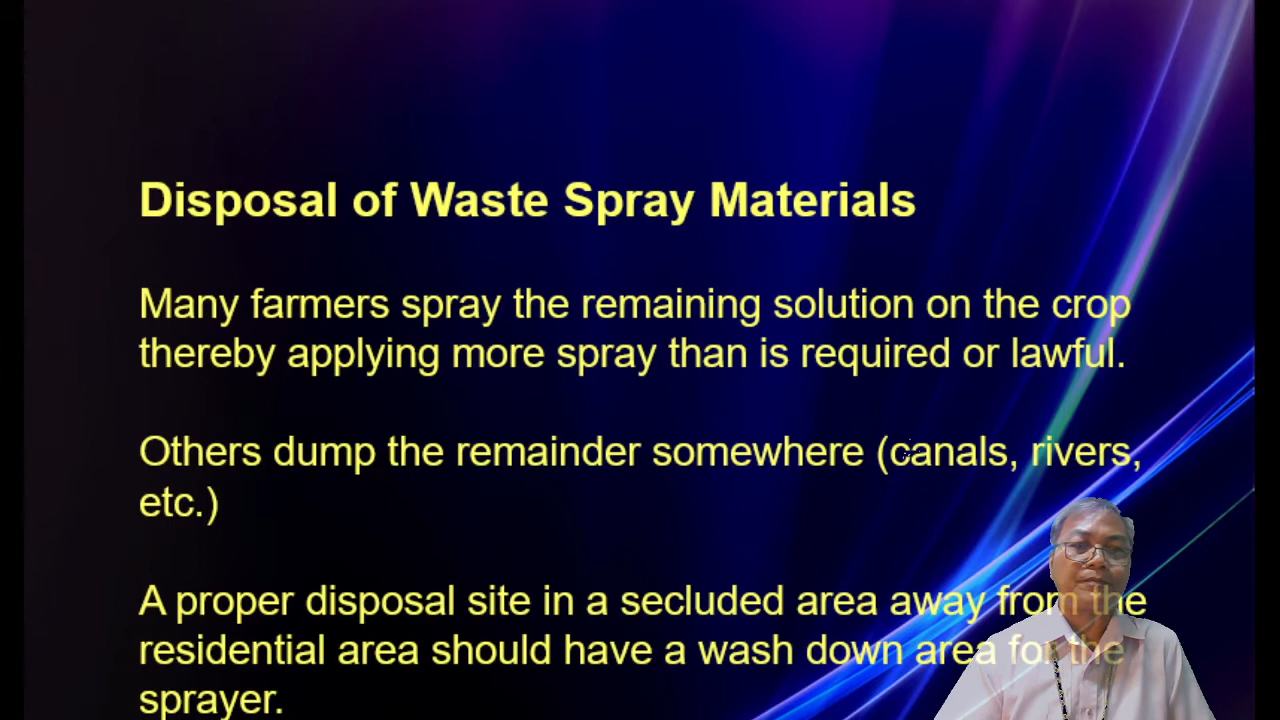 Disposal of Waste Spray Materials
Many farmers spray the remaining solution on the crop
thereby applying more spray than is required or lawful.
Others dump the remainder somewhere (canals, rivers,
etc.)
A proper disposal site in a secluded area away from the
residential area should have a wash down area for the
sprayer.